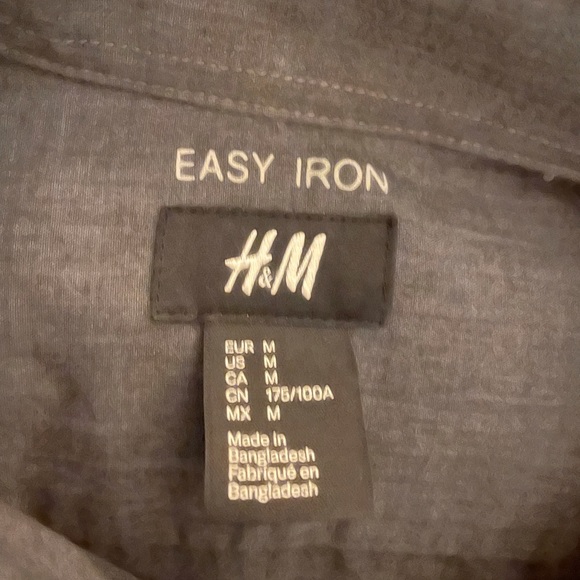 EASY IRON
H&M
EUR M
US M
CA M
CN 175/100A
MX M
Made in
Bangladesh
Fabriqué en
Bangladesh